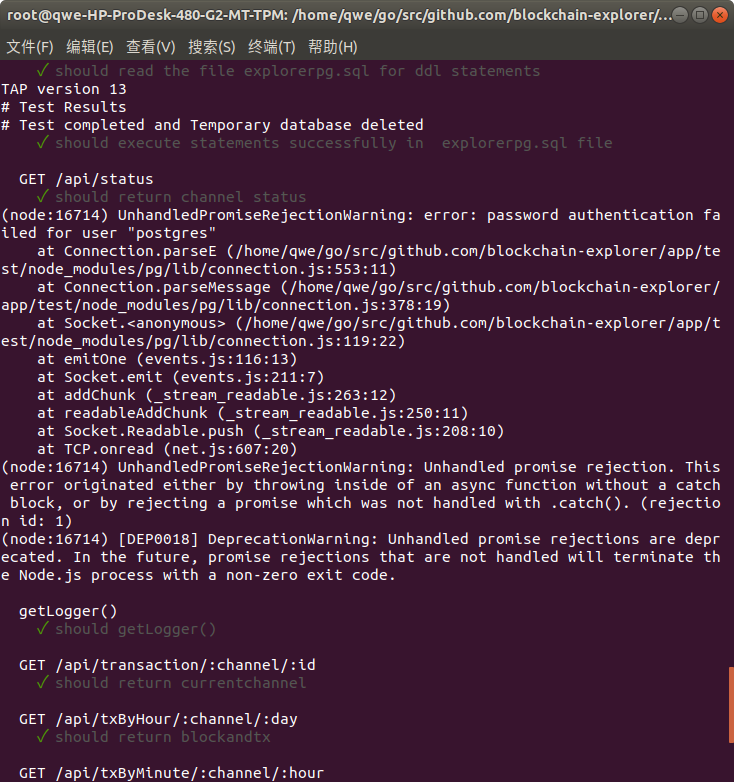 root@qwe-HP-ProDesk-480-G2-MT-TPM: /home/qwe/go/src/github.com/blockchain-explorer/...
文件(F) 编辑(E) 查看(V) 搜索(S) 终端(T) 帮助(H)
✓ should read the file explorerpg.sql for ddl statements
TAP version 13
# Test Results
# Test completed and Temporary database deleted
✓ should execute statements successfully in  explorerpg.sql file
GET /api/status
✓ should return channel status
(node:16714) UnhandledPromiseRejectionWarning: error: password authentication fa
iled for user "postgres"
at Connection.parseE (/home/qwe/go/src/github.com/blockchain-explorer/app/te
st/node_modules/pg/lib/connection.js:553:11)
at Connection.parseMessage (/home/qwe/go/src/github.com/blockchain-explorer/
app/test/node_modules/pg/lib/connection.js:378:19)
at Socket.<anonymous> (/home/qwe/go/src/github.com/blockchain-explorer/app/t
est/node_modules/pg/lib/connection.js:119:22)
at emitOne (events.js:116:13)
at Socket.emit (events.js:211:7)
at addChunk (_stream_readable.js:263:12)
at readableAddChunk (_stream_readable.js:250:11)
at Socket.Readable.push (_stream_readable.js:208:10)
at TCP.onread (net.js:607:20)
(node:16714) UnhandledPromiseRejectionWarning: Unhandled promise rejection. This
error originated either by throwing inside of an async function without a catch
block, or by rejecting a promise which was not handled with .catch(). (rejectio
n id: 1)
(node:16714) [DEP0018] DeprecationWarning: Unhandled promise rejections are depr
ecated. In the future, promise rejections that are not handled will terminate th
e Node.js process with a non-zero exit code.
getLogger()
✓ should getLogger()
GET /api/transaction/:channel/:id
✓ should return currentchannel
GET /api/txByHour/:channel/:day
✓ should return blockandtx
GET /api/txByMinute/:channel/:hour